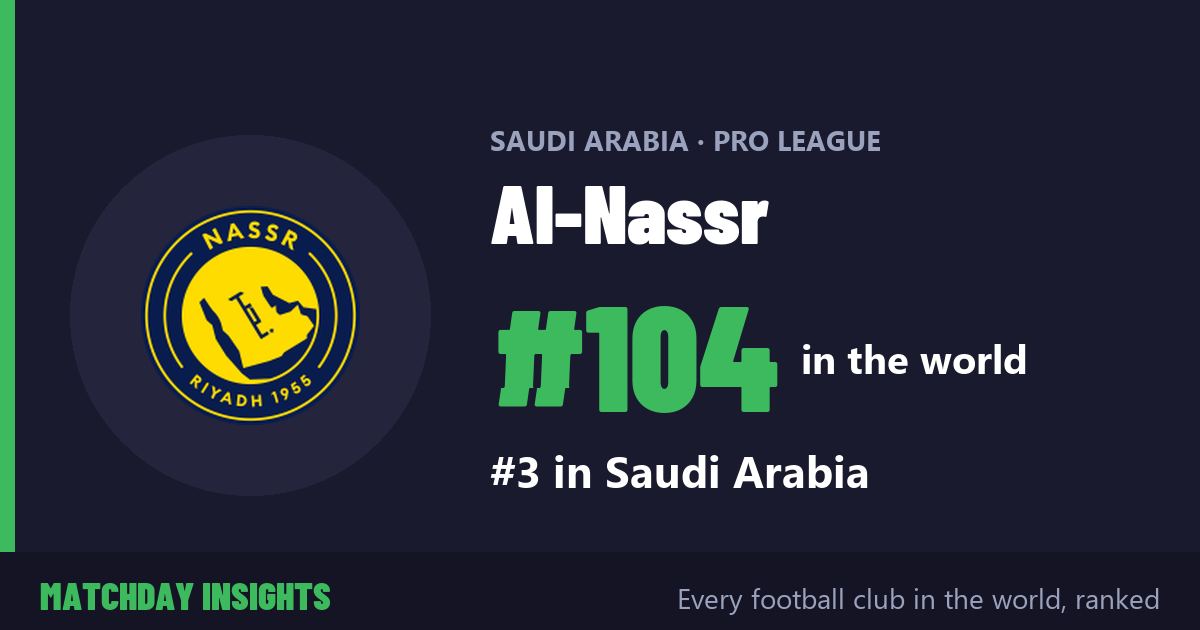 SAUDI ARABIA · PRO LEAGUE
Al-Nassr
NASSR
RIYADH 1955
#104 in the world
#3 in Saudi Arabia
MATCHDAY INSIGHTS
Every football club in the world, ranked